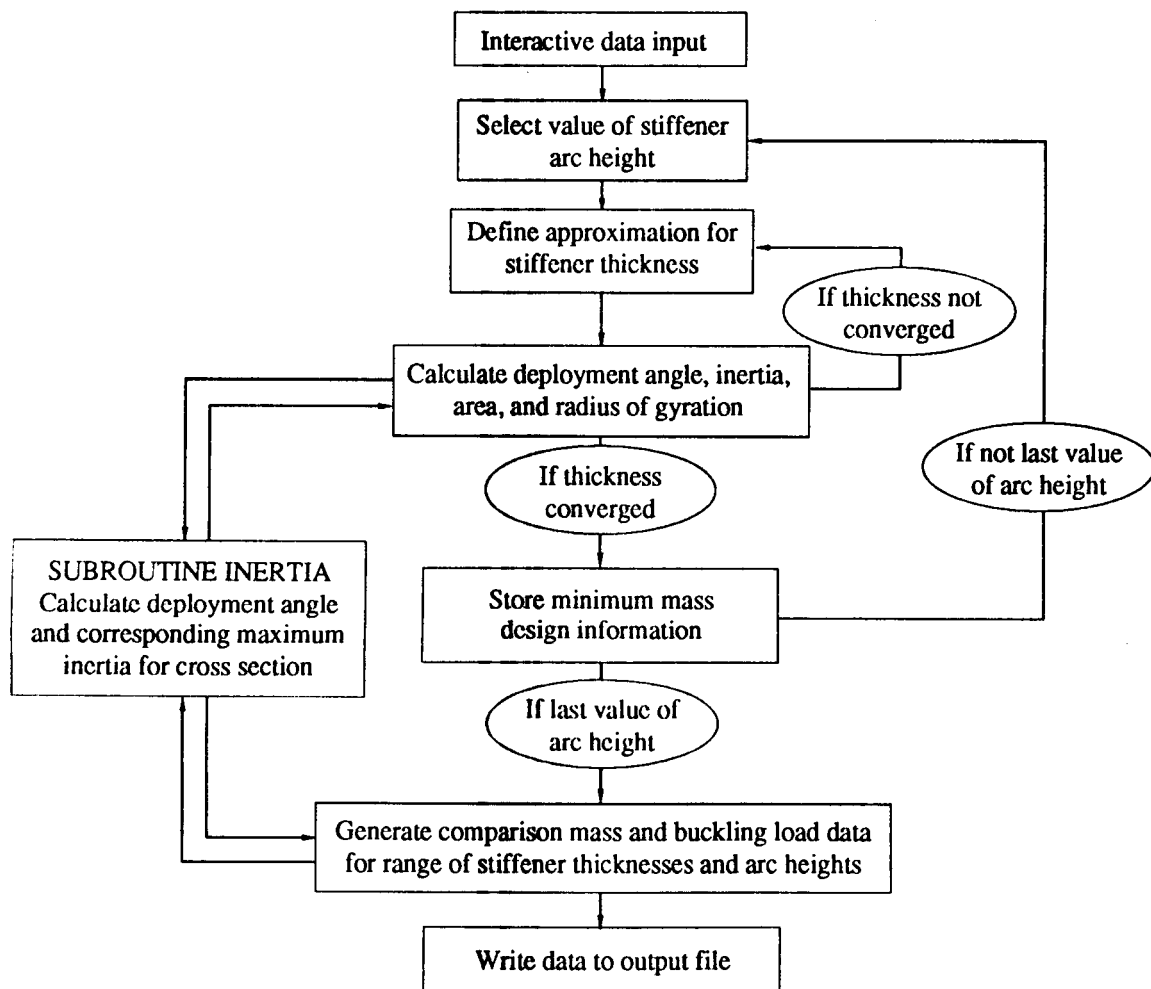 Interactive data input
Select value of stiffener
arc height
Define approximation for
stiffener thickness
If thickness not
converged
Calculate deployment angle, inertia,
area, and radius of gyration
If not last value
of arc height
If thickness
converged
SUBROUTINE INERTIA
Calculate deployment angle
and corresponding maximum
inertia for cross section
Store minimum mass
design information
If last value of
arc height
Generate comparison mass and buckling load data
for range of stiffener thicknesses and arc heights
Write data to output file